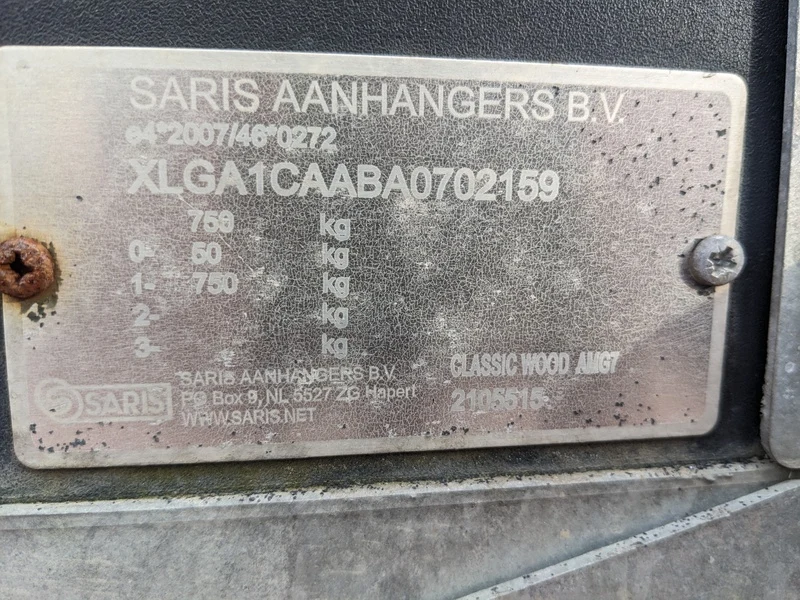 SARIS AANHANGERS B.V.
e4*2007/46*0272
XLGA1CAABA0702159
759 kg
0- 50 kg
1- 750 kg
2- kg
3- kg
SARIS AANHANGERS B.V.
PO Box 9, NL 5527 ZG Hapert
WWW.SARIS.NET
SARIS
CLASSIC WOOD AMG7
2105515